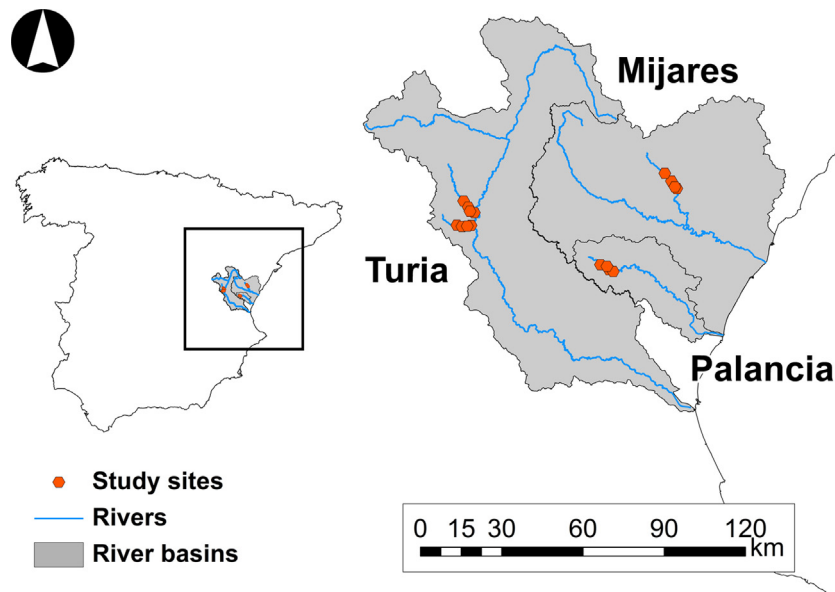 Mijares
Turia
Palancia
Study sites
Rivers
River basins
0 15 30 60 90 120
km